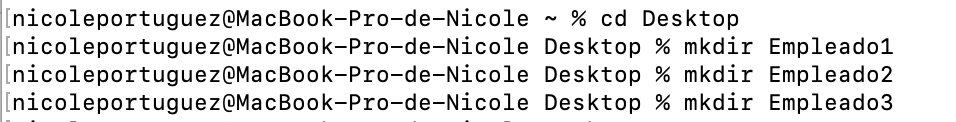 [nicoleportuguez@MacBook-Pro-de-Nicole ~ % cd Desktop
[nicoleportuguez@MacBook-Pro-de-Nicole Desktop % mkdir Empleado1
[nicoleportuguez@MacBook-Pro-de-Nicole Desktop % mkdir Empleado2
[nicoleportuguez@MacBook-Pro-de-Nicole Desktop % mkdir Empleado3